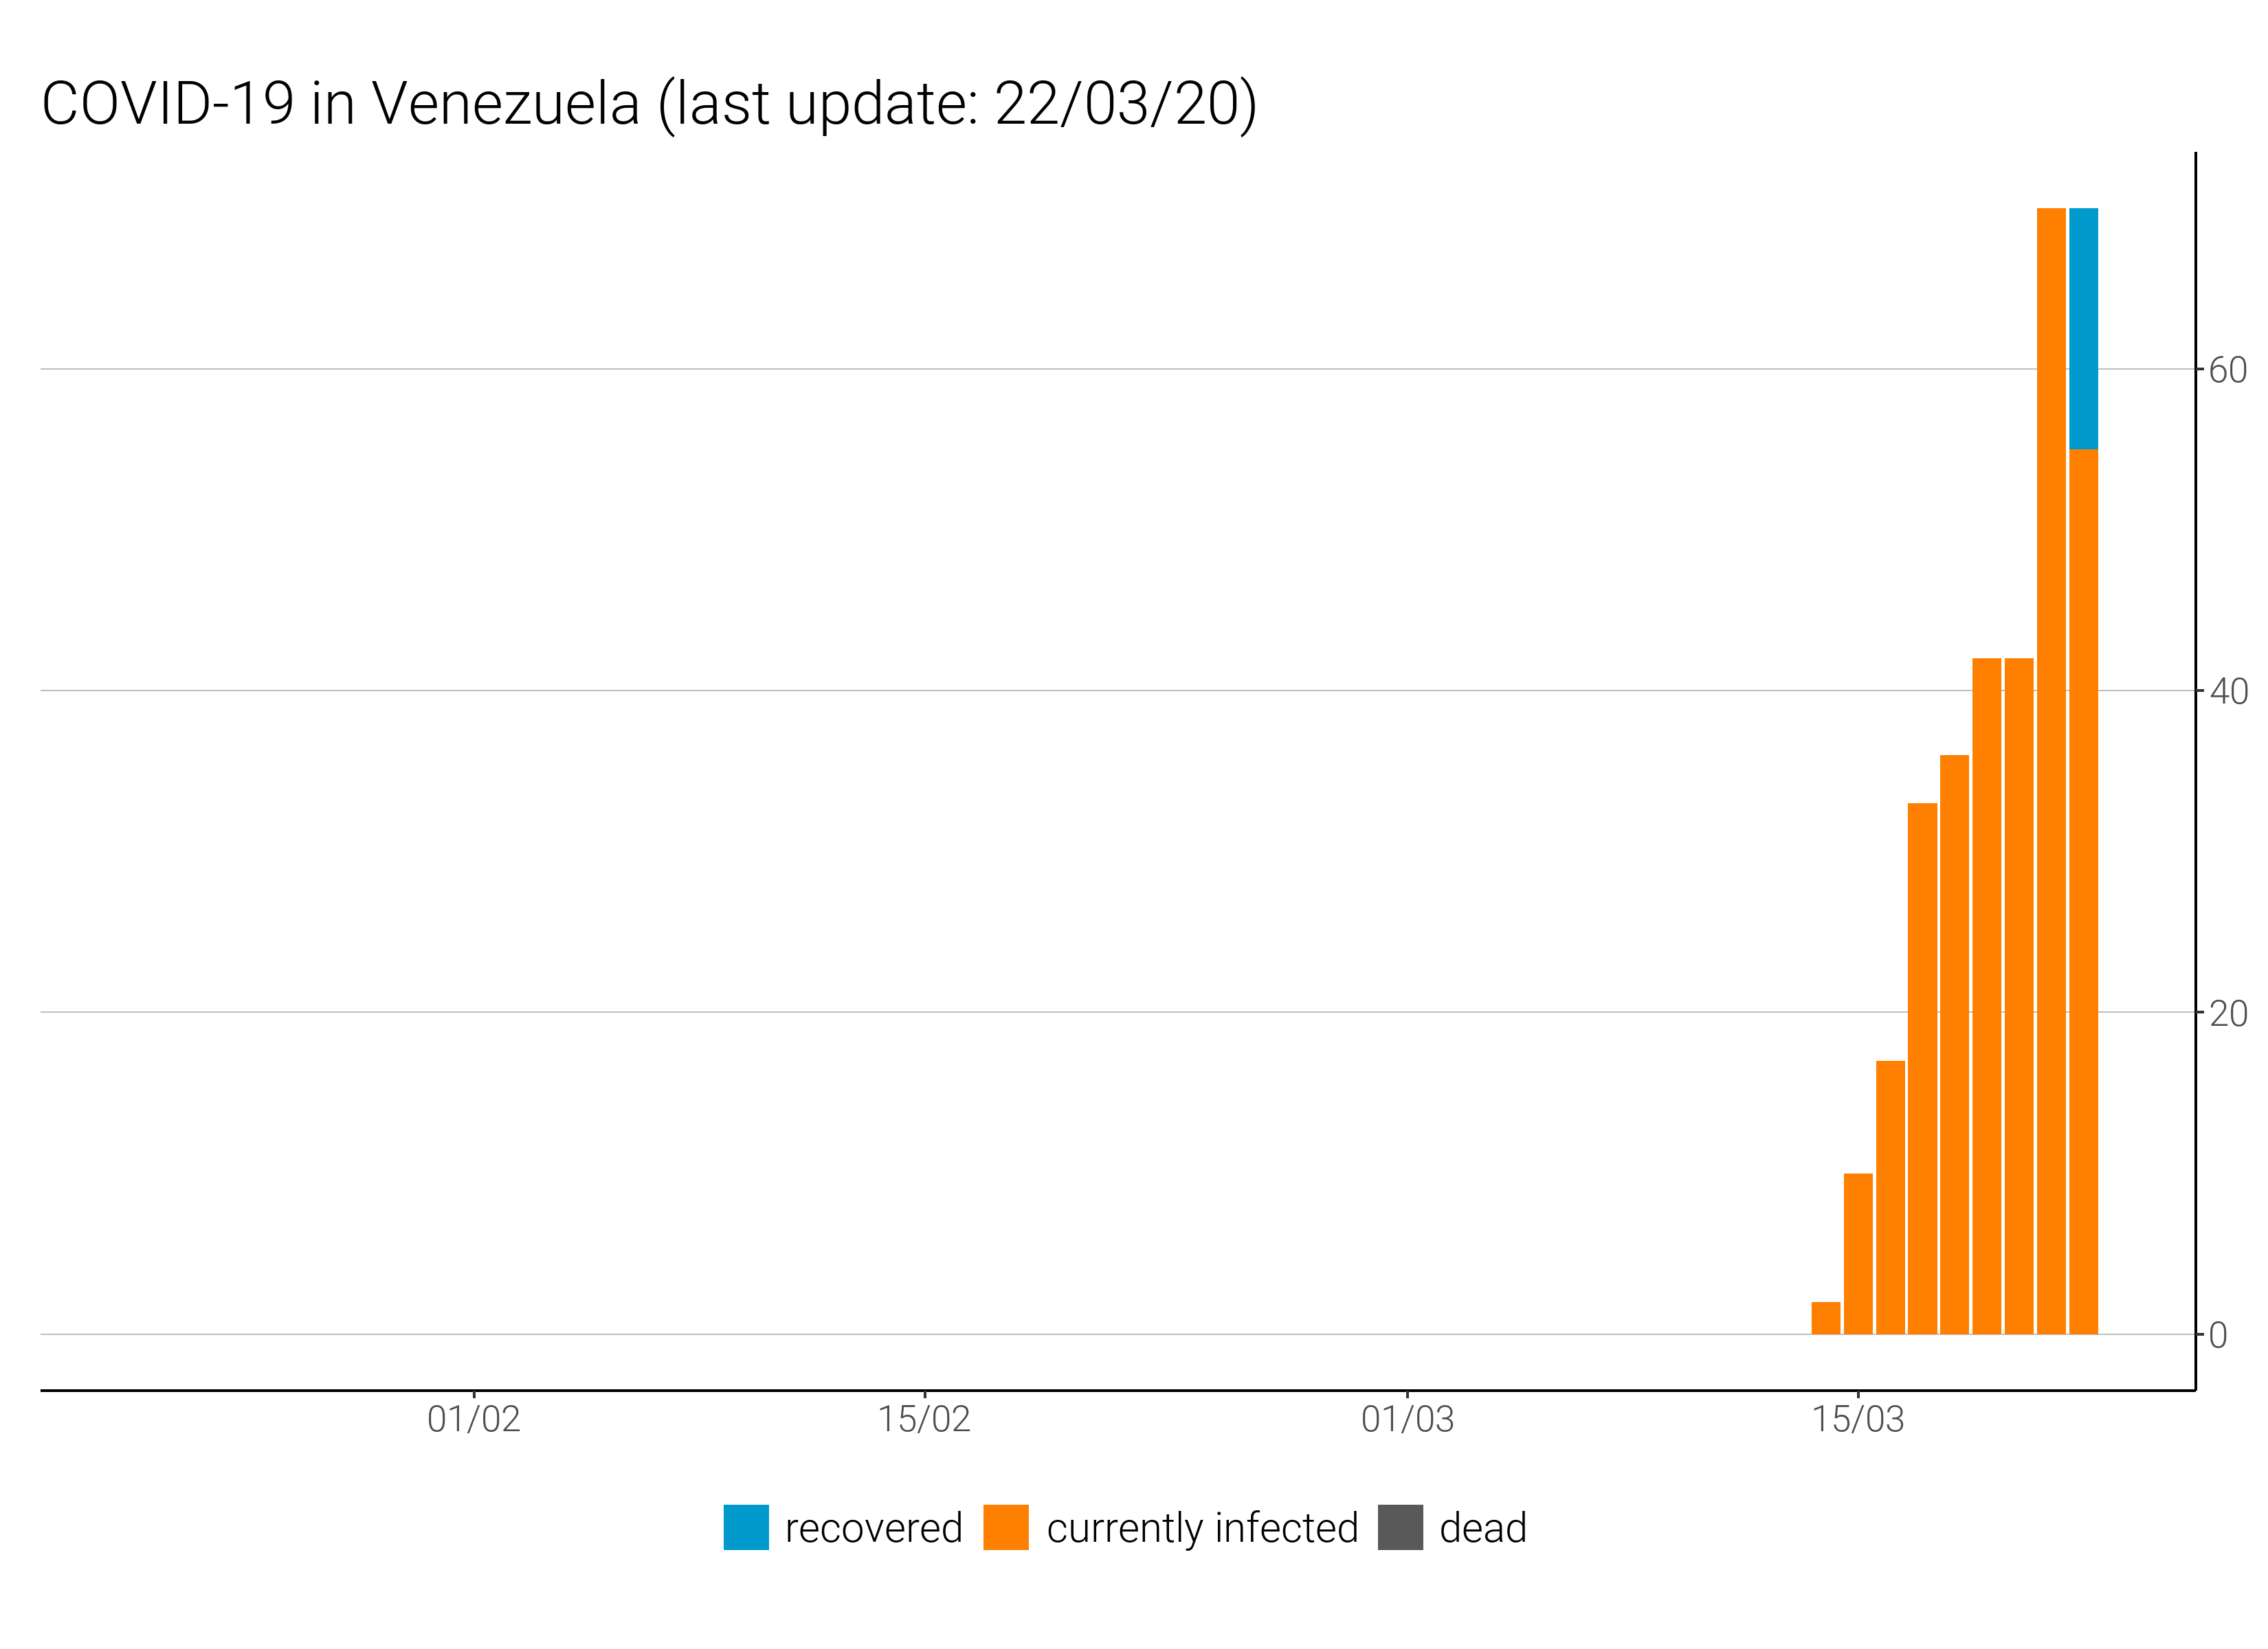 COVID-19 in Venezuela (last update: 22/03/20)
60
40
20
0
01/02 15/02 01/03 15/03
recovered currently infected dead